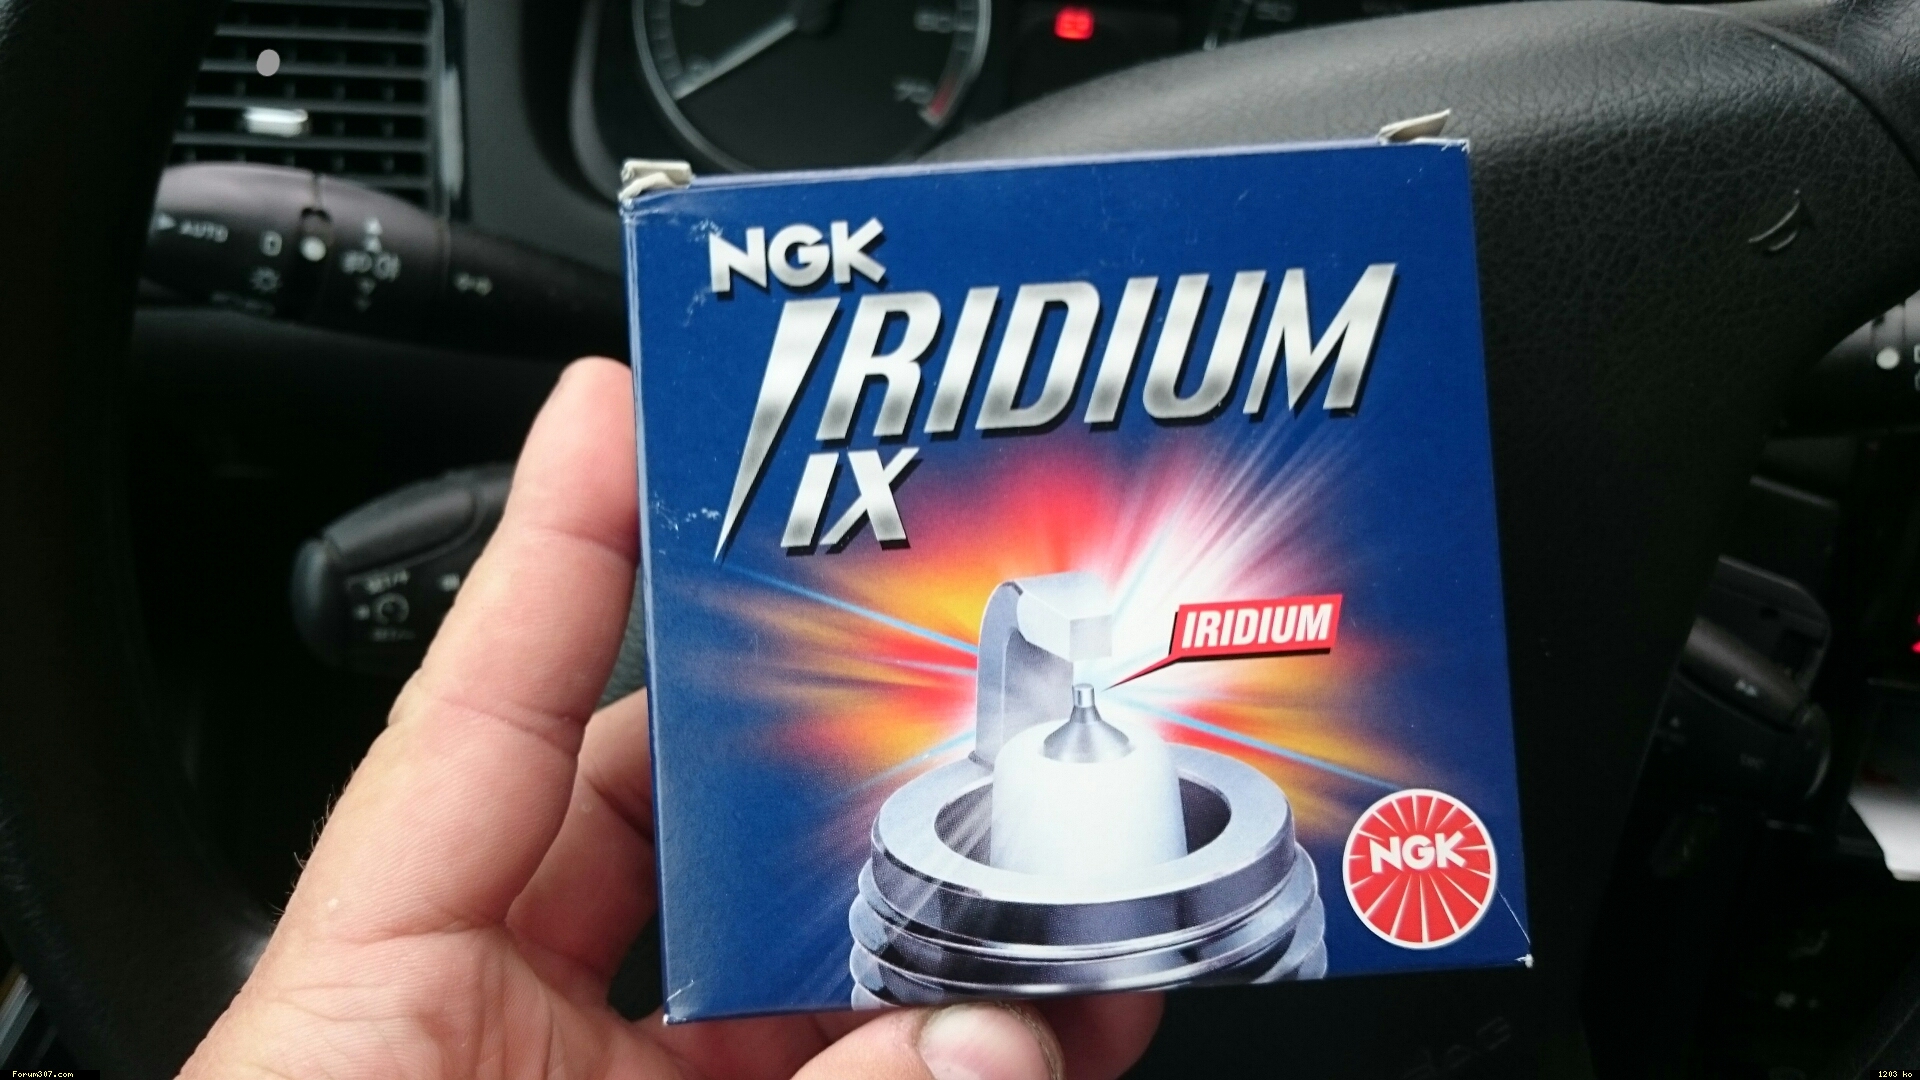 AUTO
NGK
IRIDIUM
IX
IRIDIUM
NGK
Forum307.com
1203 ko